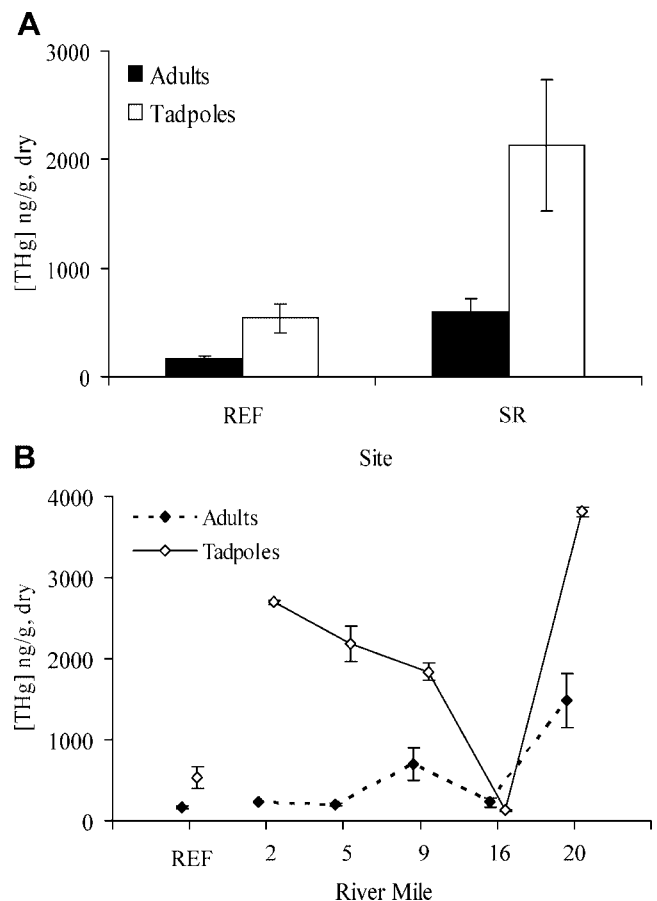 A
3000
2000
1000
0
[THg] ng/g, dry
Adults
Tadpoles
REF SR
Site
B
4000
3000
2000
1000
0
[THg] ng/g, dry
Adults
Tadpoles
REF 2 5 9 16 20
River Mile